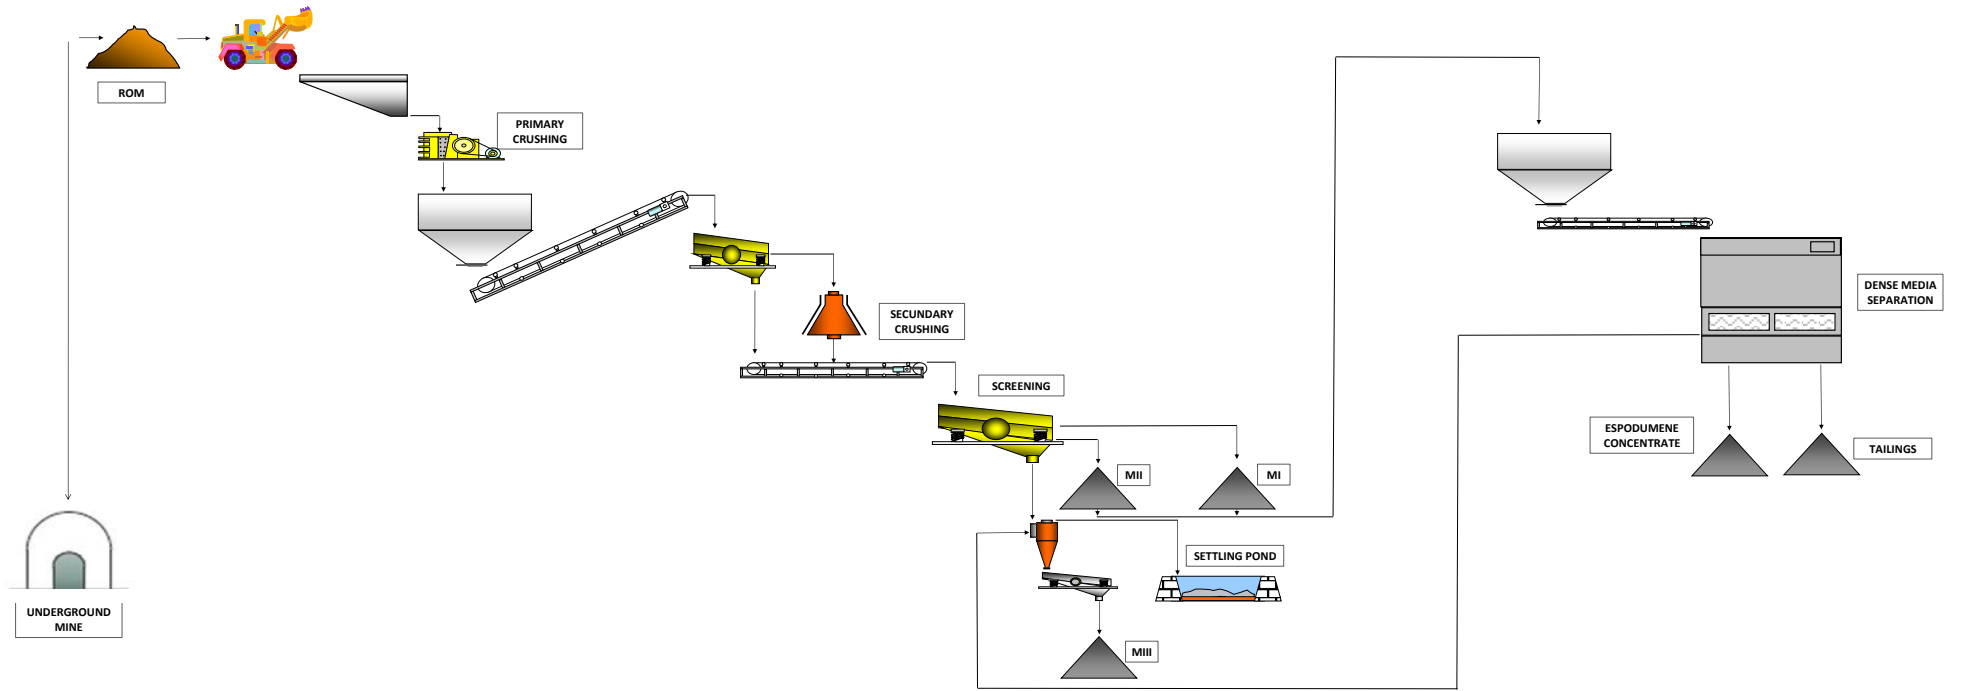 ROM
PRIMARY
CRUSHING
SECUNDARY
CRUSHING
SCREENING
MII
MI
SETTLING POND
MIII
UNDERGROUND
MINE
DENSE MEDIA
SEPARATION
ESPODUMENE
CONCENTRATE
TAILINGS